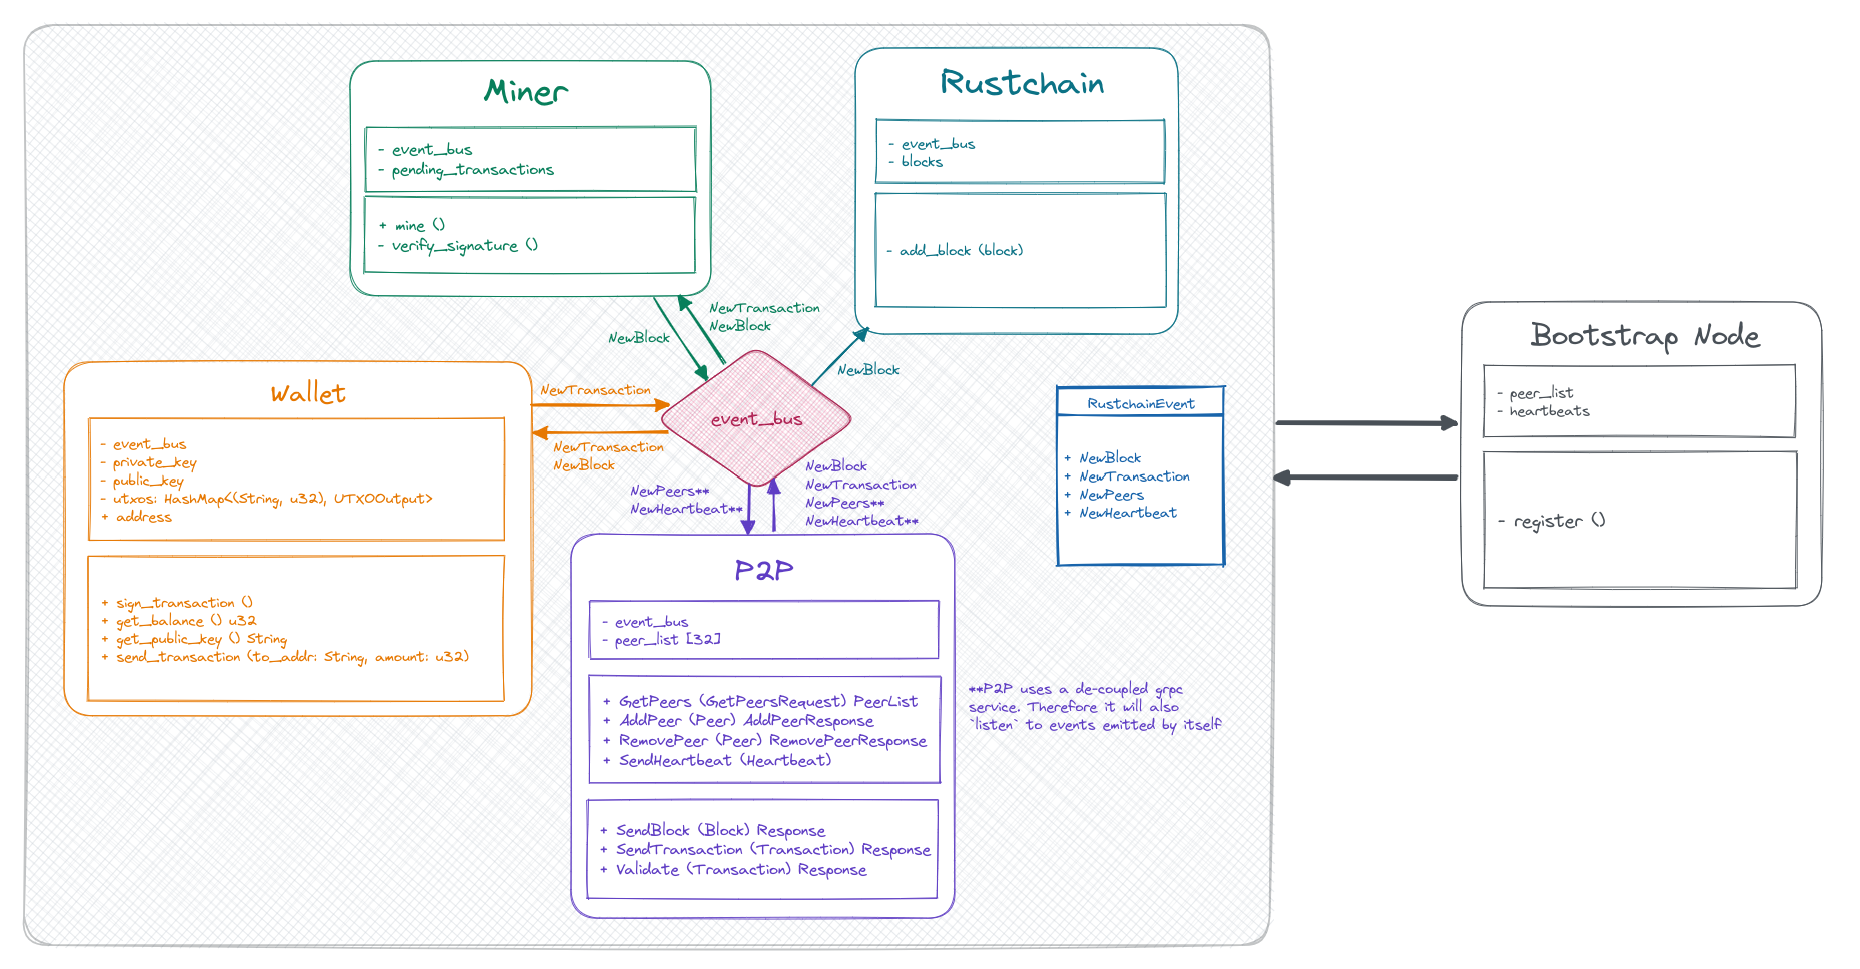 Miner
- event_bus
- pending_transactions
+ mine ()
- verify_signature ()
Rustchain
- event_bus
- blocks
- add_block (block)
NewTransaction
NewBlock
NewBlock
NewBlock
Wallet
- event_bus
- private_key
- public_key
- utxos: HashMap<(String, u32), UTXOOutput>
+ address
+ sign_transaction ()
+ get_balance () u32
+ get_public_key () String
+ send_transaction (to_addr: String, amount: u32)
NewTransaction
NewTransaction
NewBlock
event_bus
NewPeers**
NewHeartbeat**
NewBlock
NewTransaction
NewPeers**
NewHeartbeat**
RustchainEvent
+ NewBlock
+ NewTransaction
+ NewPeers
+ NewHeartbeat
P2P
- event_bus
- peer_list [32]
+ GetPeers (GetPeersRequest) PeerList
+ AddPeer (Peer) AddPeerResponse
+ RemovePeer (Peer) RemovePeerResponse
+ SendHeartbeat (Heartbeat)
+ SendBlock (Block) Response
+ SendTransaction (Transaction) Response
+ Validate (Transaction) Response
**P2P uses a de-coupled grpc
service. Therefore it will also
`listen` to events emitted by itself
Bootstrap Node
- peer_list
- heartbeats
- register ()